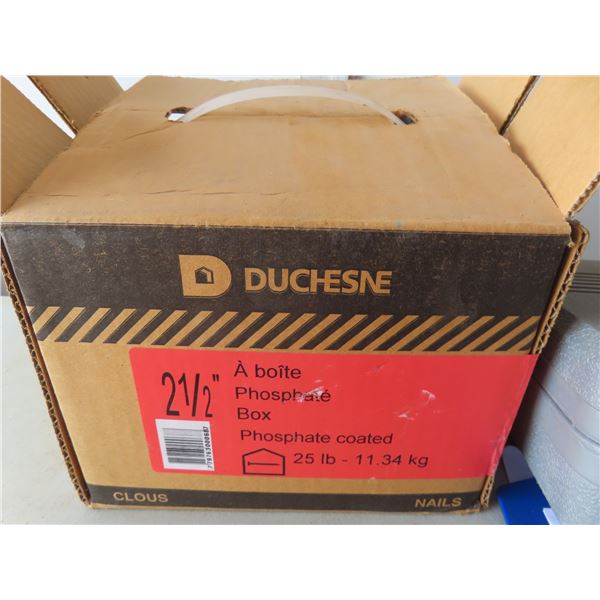 DUCHESNE
2 1/2"
À boîte
Phosphaté
Box
Phosphate coated
25 lb - 11.34 kg
CLOUS
NAILS